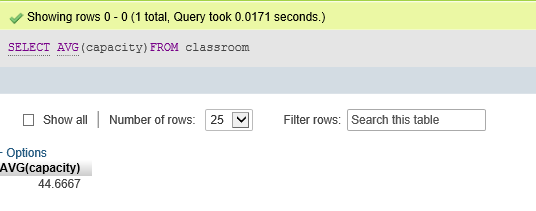 Showing rows 0 - 0 (1 total, Query took 0.0171 seconds.)
SELECT AVG(capacity)FROM classroom
Show all | Number of rows: 25 Filter rows: Search this table
- Options
AVG(capacity)
44.6667